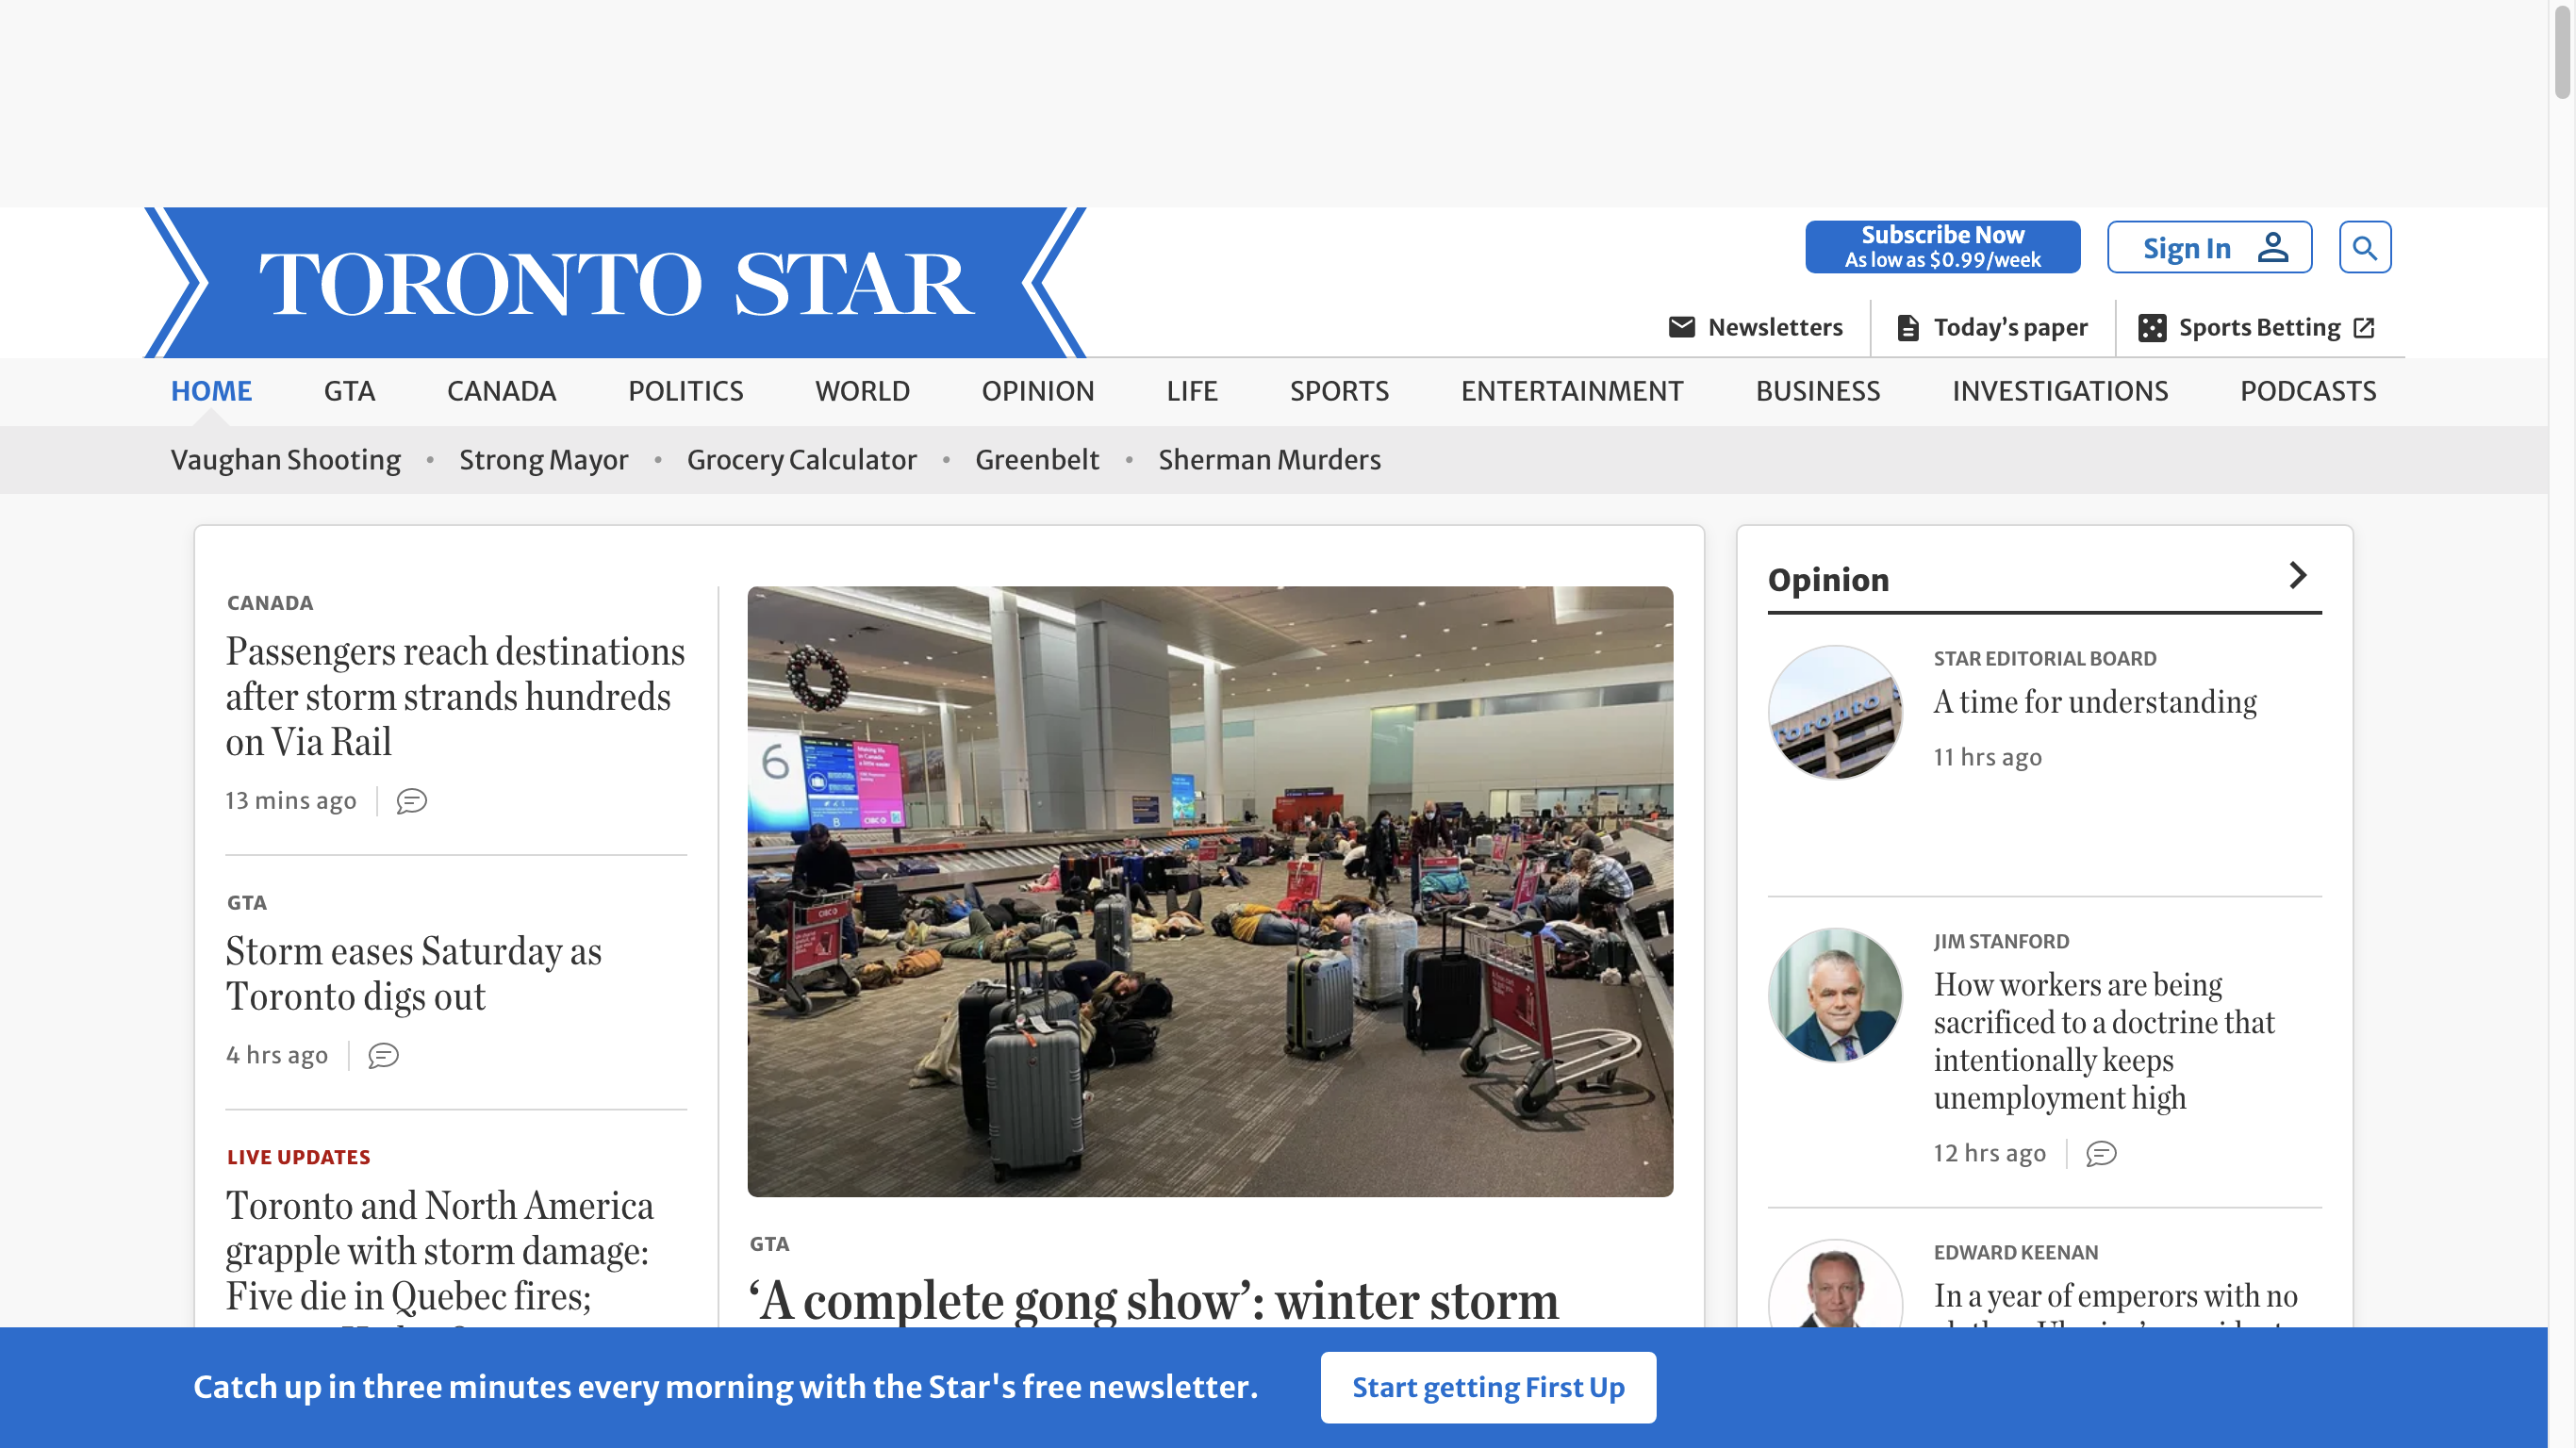 TORONTO STAR
Subscribe Now
As low as $0.99/week
Sign In
Newsletters
Today’s paper
Sports Betting
HOME GTA CANADA POLITICS WORLD OPINION LIFE SPORTS ENTERTAINMENT BUSINESS INVESTIGATIONS PODCASTS
Vaughan Shooting • Strong Mayor • Grocery Calculator • Greenbelt • Sherman Murders
CANADA
Passengers reach destinations
after storm strands hundreds
on Via Rail
13 mins ago
GTA
Storm eases Saturday as
Toronto digs out
4 hrs ago
LIVE UPDATES
Toronto and North America
grapple with storm damage:
Five die in Quebec fires;
6
B
CIBC
CIBC
GTA
‘A complete gong show’: winter storm
Opinion
STAR EDITORIAL BOARD
A time for understanding
11 hrs ago
Toronto
JIM STANFORD
How workers are being
sacrificed to a doctrine that
intentionally keeps
unemployment high
12 hrs ago
EDWARD KEENAN
In a year of emperors with no
Catch up in three minutes every morning with the Star's free newsletter.
Start getting First Up